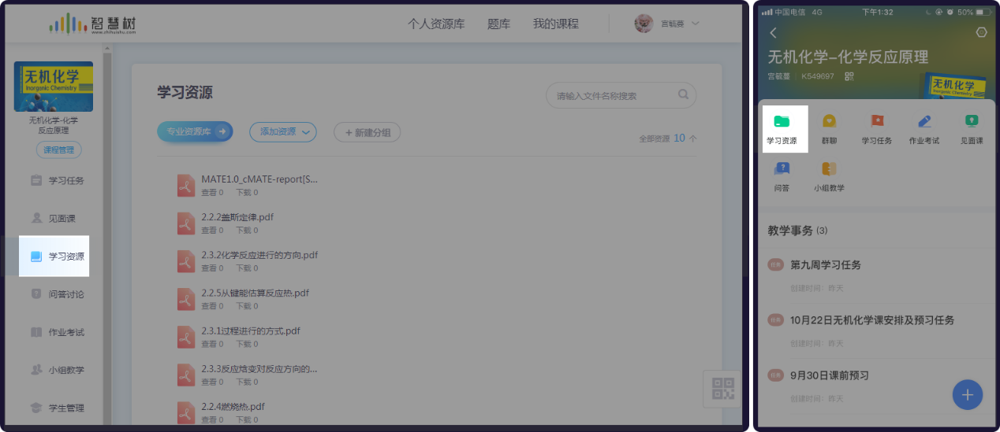 智慧树
www.zhihuishu.com
个人资源库
题库
我的课程
宫毓蔓
无机化学
Inorganic Chemistry
无机化学-化学
反应原理
课程管理
学习任务
见面课
学习资源
问答讨论
作业考试
小组教学
学生管理
学习资源
请输入文件名称搜索
专业资源库
添加资源
+ 新建分组
全部资源 10 个
MATE1.0_cMATE-report[S...
查看 0 下载 0
2.2.2盖斯定律.pdf
查看 0 下载 0
2.3.2化学反应进行的方向.pdf
查看 0 下载 0
2.2.5从键能估算反应热.pdf
查看 0 下载 0
2.3.1过程进行的方式.pdf
查看 0 下载 0
2.3.3反应焓变对反应方向的...
查看 0 下载 0
2.2.4燃烧热.pdf
查看 0 下载 0
中国电信 4G 下午1:32 50%
无机化学-化学反应原理
宫毓蔓 K549697
无机化学
Inorganic Chemistry
学习资源
群聊
学习任务
作业考试
见面课
问答
小组教学
教学事务 (3)
任务 第九周学习任务
创建时间：昨天
任务 10月22日无机化学课安排及预习任务
创建时间：昨天
任务 9月30日课前预习
创建时间：昨天